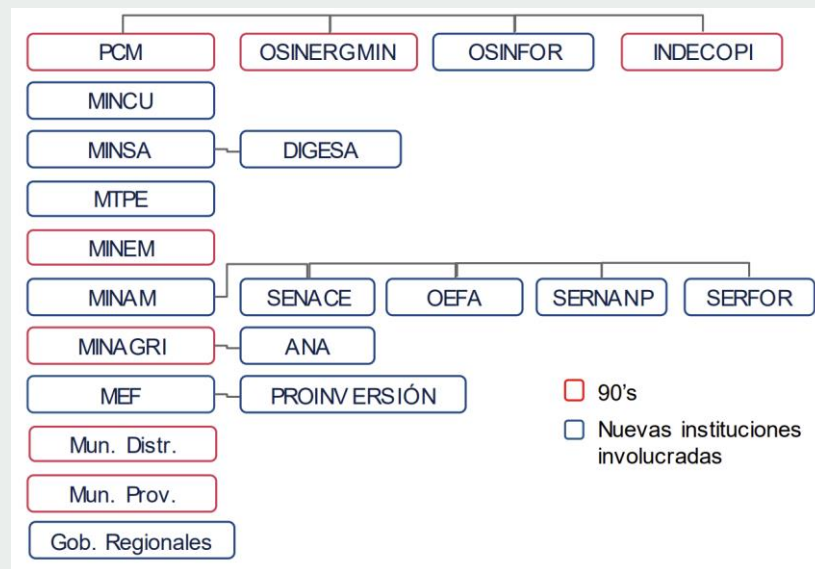 PCM
OSINERGMIN
OSINFOR
INDECOPI
MINCU
MINSA
DIGESA
MTPE
MINEM
MINAM
SENACE
OEFA
SERNANP
SERFOR
MINAGRI
ANA
MEF
PROINVERSIÓN
Mun. Distr.
Mun. Prov.
Gob. Regionales
90's
Nuevas instituciones
involucradas